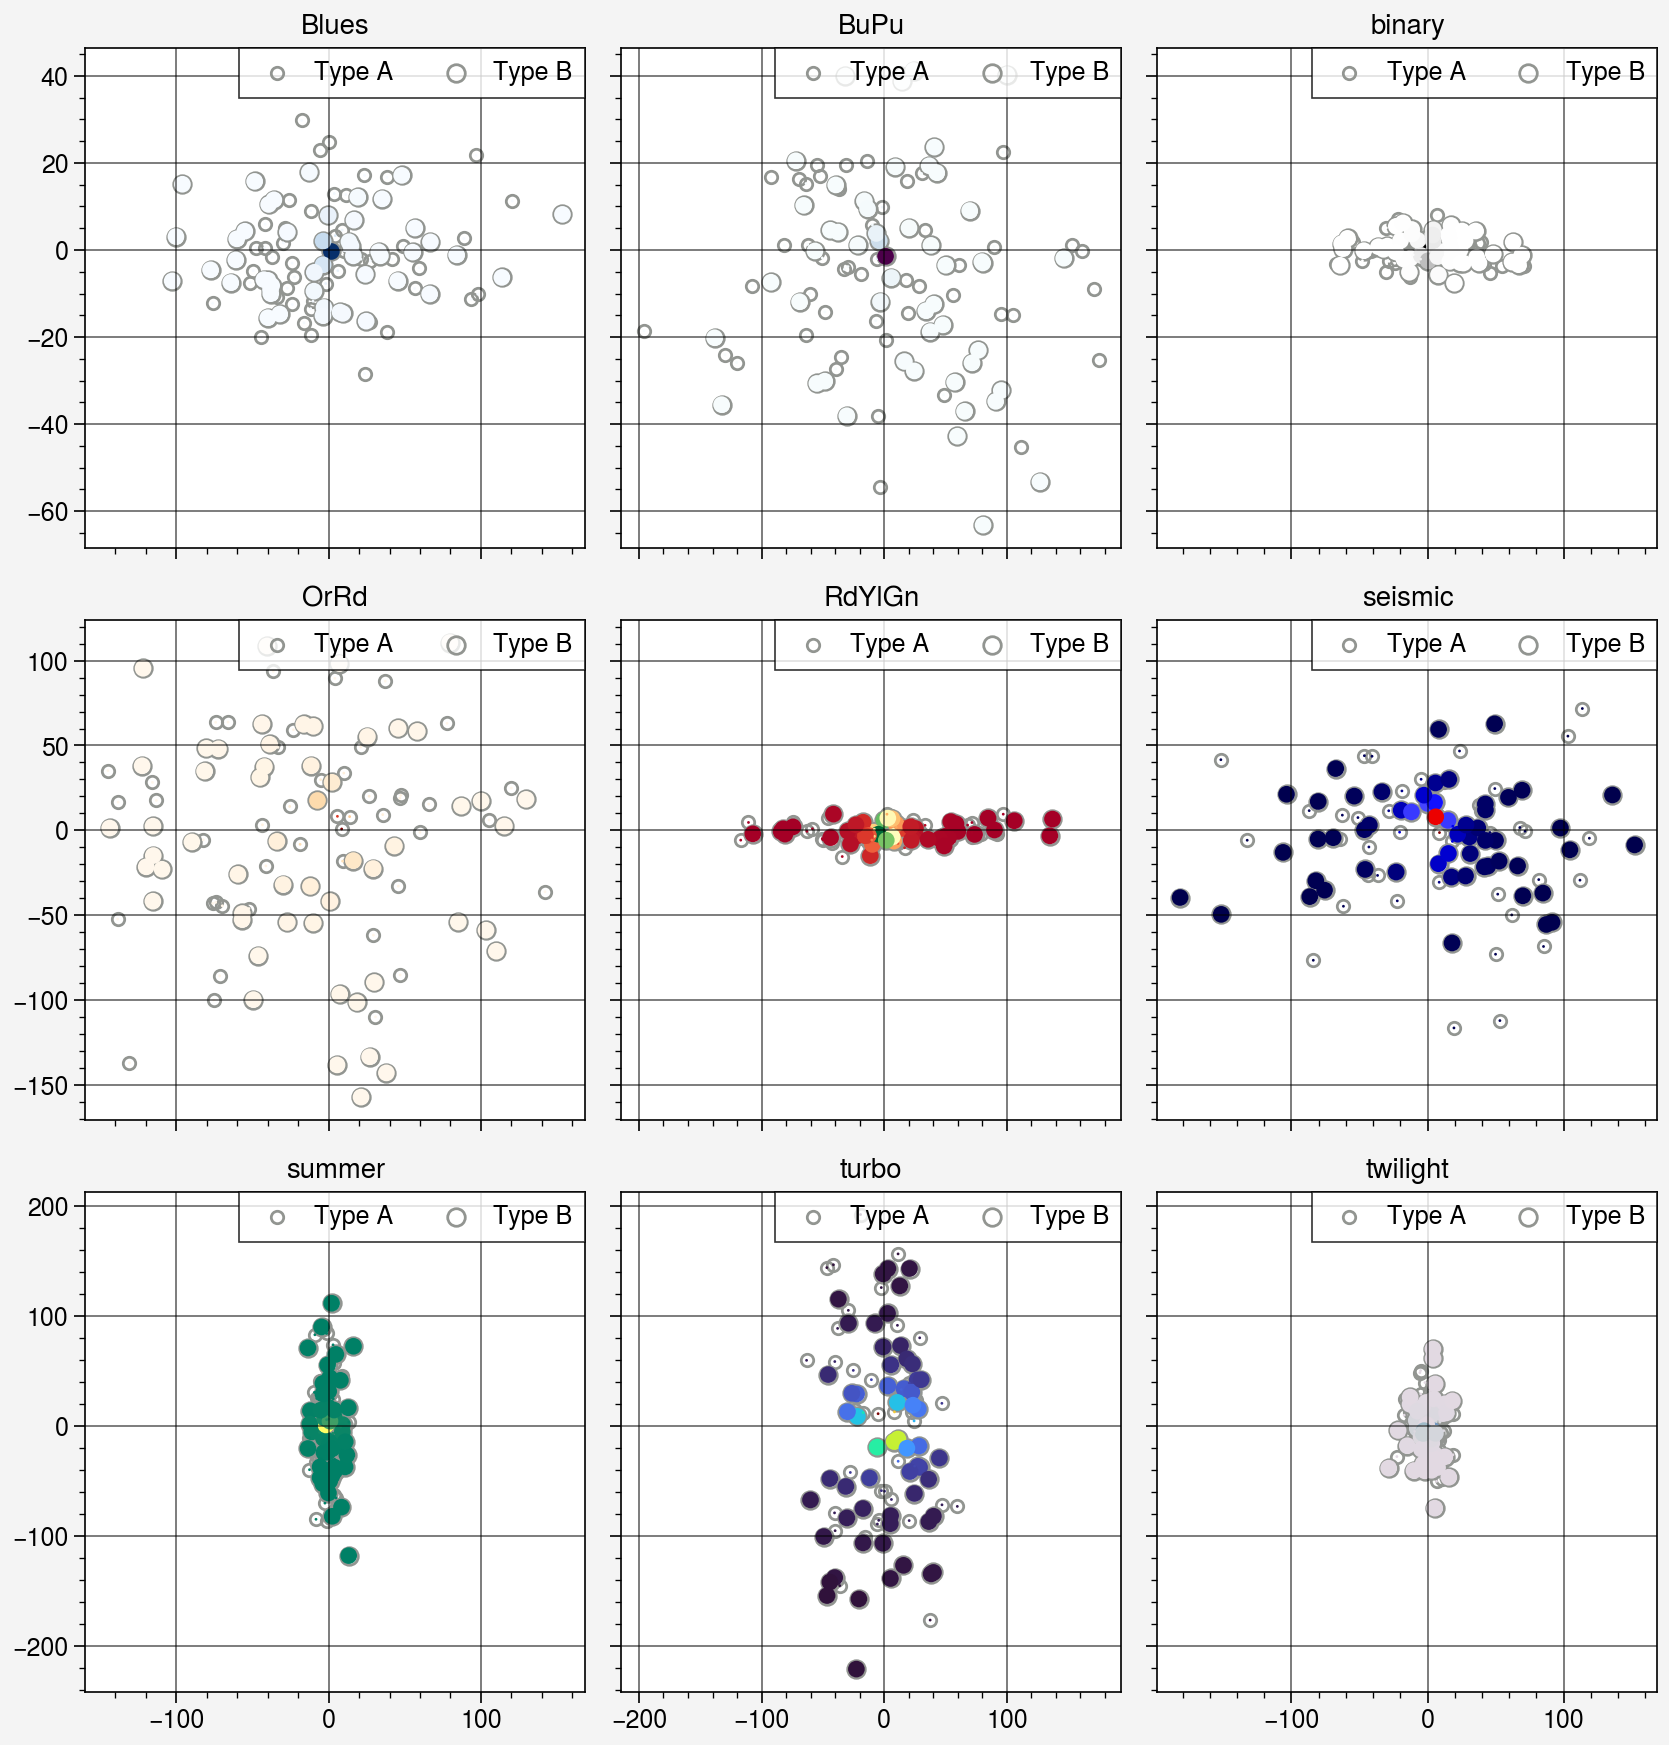 Blues BuPu binary
40 Type A Type B Type A Type B Type A Type B
20
0
−20
−40
−60
OrRd RdYlGn seismic
Type A Type B Type A Type B Type A Type B
100
50
0
−50
−100
−150
summer turbo twilight
200 Type A Type B Type A Type B Type A Type B
100
0
−100
−200
−100 0 100 −200 −100 0 100 −100 0 100